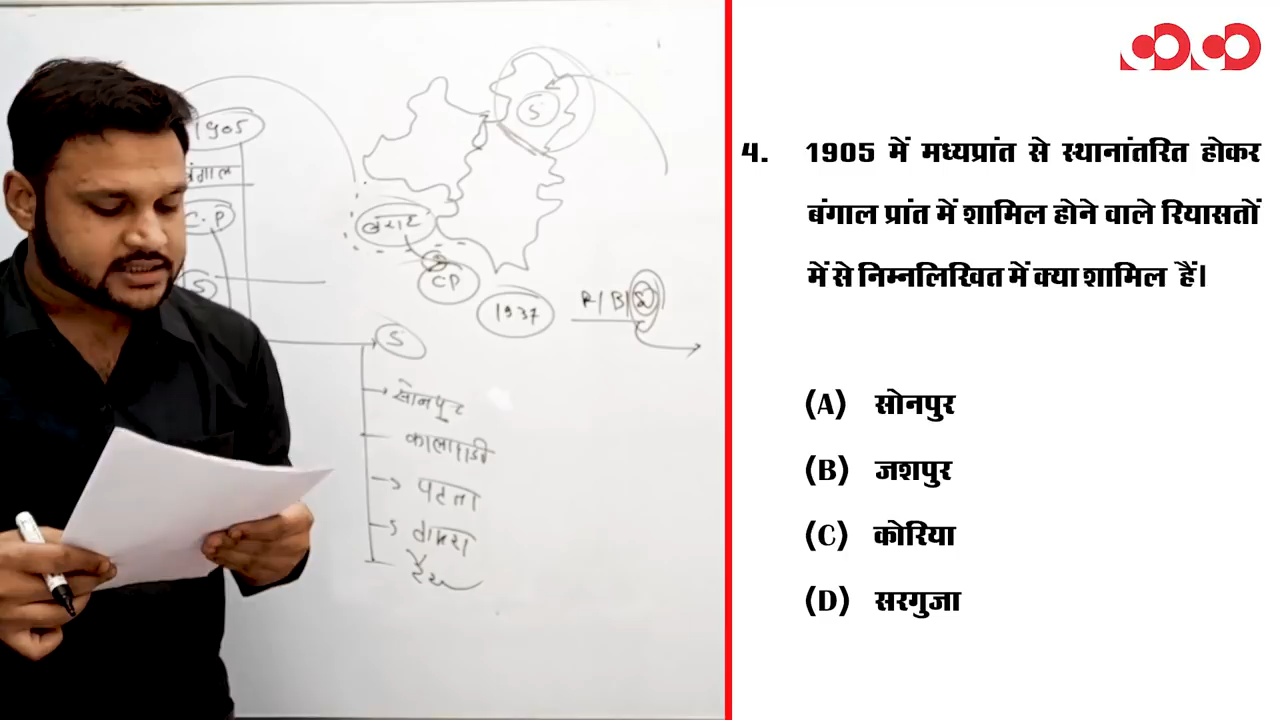 1905
बंगाल
C.P
S
S
बरार
CP
1937
R/B/S
S
सोनपुर
कालाहांडी
पटना
बामरा
4. 1905 में मध्यप्रांत से स्थानांतरित होकर
बंगाल प्रांत में शामिल होने वाले रियासतों
में से निम्नलिखित में क्या शामिल हैं।
(A) सोनपुर
(B) जशपुर
(C) कोरिया
(D) सरगुजा